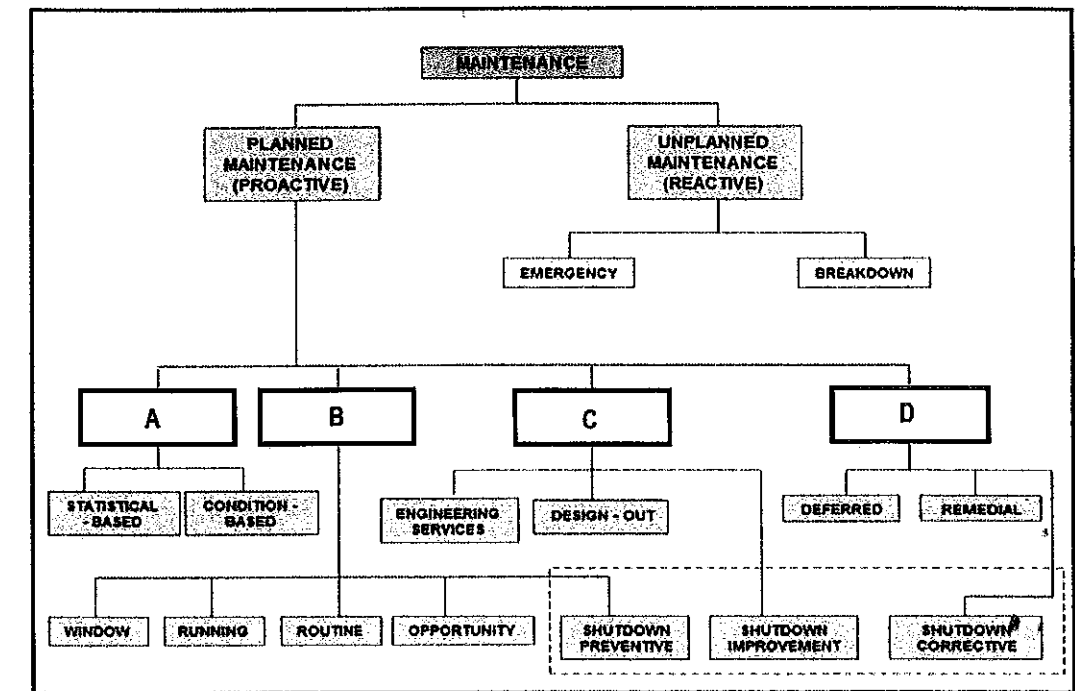 MAINTENANCE
PLANNED
MAINTENANCE
(PROACTIVE)
UNPLANNED
MAINTENANCE
(REACTIVE)
EMERGENCY
BREAKDOWN
A
B
C
D
STATISTICAL
- BASED
CONDITION -
BASED
ENGINEERING
SERVICES
DESIGN - OUT
DEFERRED
REMEDIAL
WINDOW
RUNNING
ROUTINE
OPPORTUNITY
SHUTDOWN
PREVENTIVE
SHUTDOWN
IMPROVEMENT
SHUTDOWN
CORRECTIVE